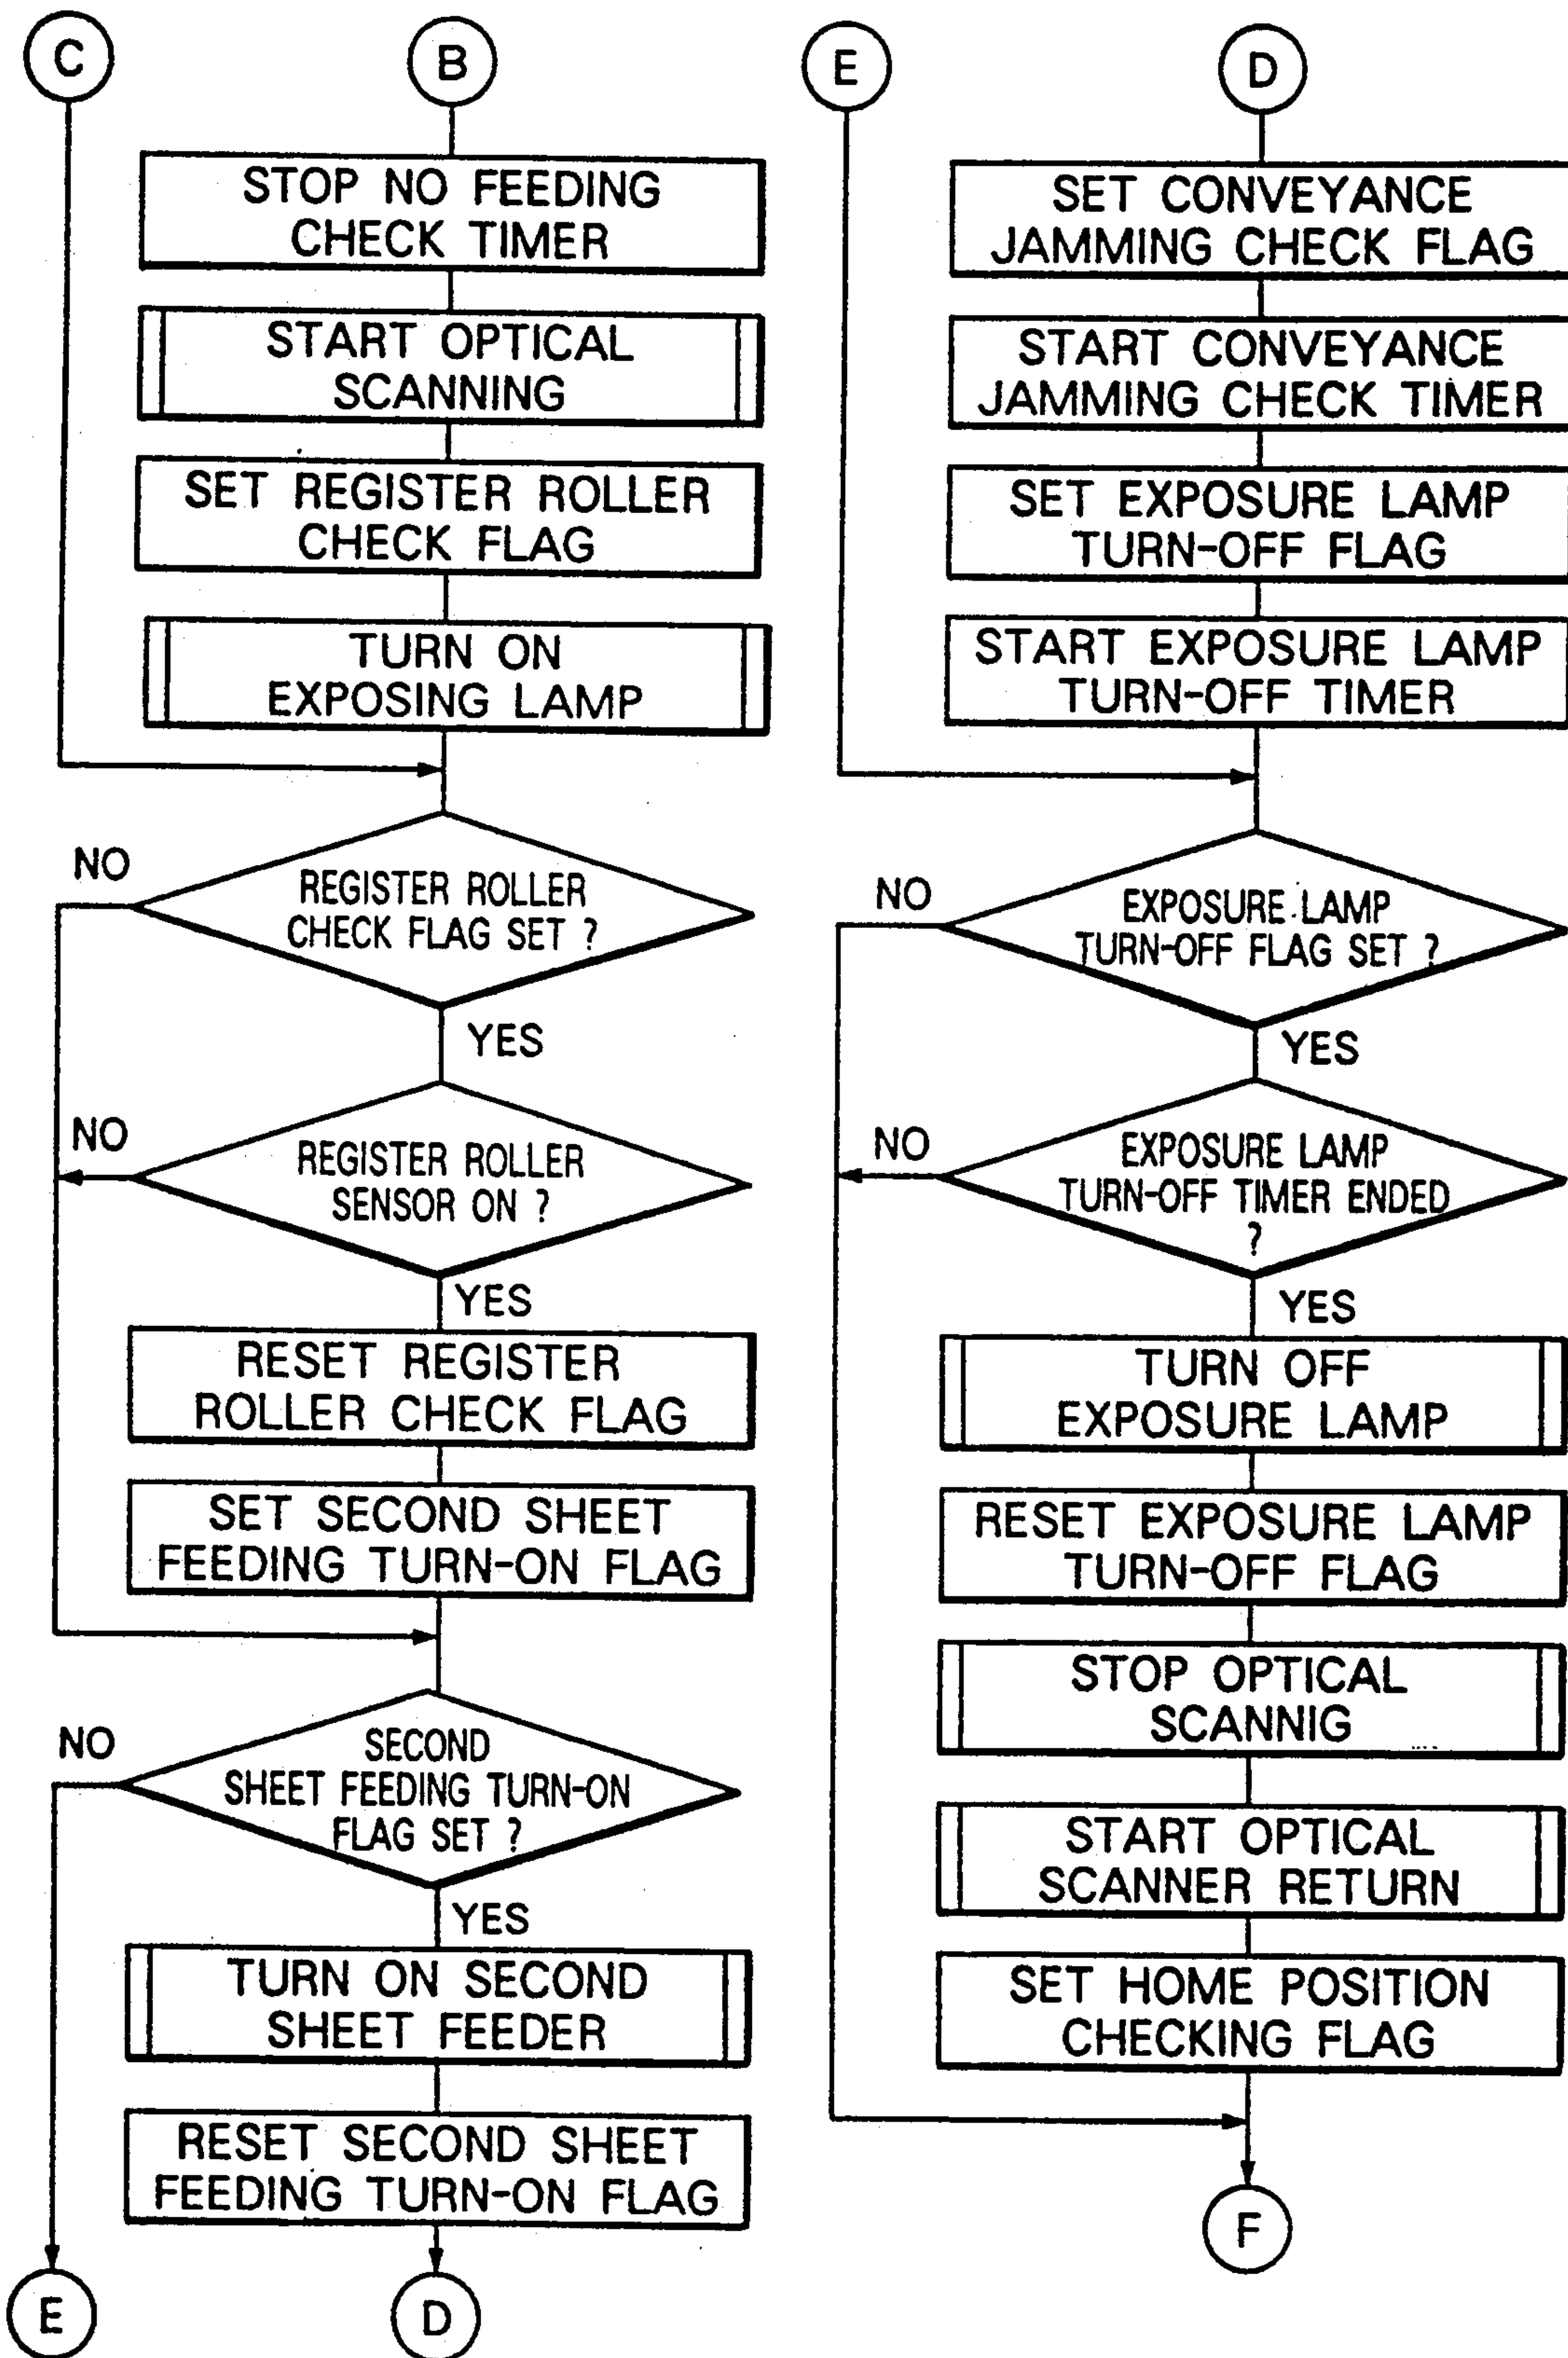 C
B
STOP NO FEEDING
CHECK TIMER
START OPTICAL
SCANNING
SET REGISTER ROLLER
CHECK FLAG
TURN ON
EXPOSING LAMP
REGISTER ROLLER
CHECK FLAG SET ?
NO
YES
REGISTER ROLLER
SENSOR ON ?
NO
YES
RESET REGISTER
ROLLER CHECK FLAG
SET SECOND SHEET
FEEDING TURN-ON FLAG
SECOND
SHEET FEEDING TURN-ON
FLAG SET ?
NO
YES
TURN ON SECOND
SHEET FEEDER
RESET SECOND SHEET
FEEDING TURN-ON FLAG
E
D
E
D
SET CONVEYANCE
JAMMING CHECK FLAG
START CONVEYANCE
JAMMING CHECK TIMER
SET EXPOSURE LAMP
TURN-OFF FLAG
START EXPOSURE LAMP
TURN-OFF TIMER
EXPOSURE LAMP
TURN-OFF FLAG SET ?
NO
YES
EXPOSURE LAMP
TURN-OFF TIMER ENDED
?
NO
YES
TURN OFF
EXPOSURE LAMP
RESET EXPOSURE LAMP
TURN-OFF FLAG
STOP OPTICAL
SCANNIG
START OPTICAL
SCANNER RETURN
SET HOME POSITION
CHECKING FLAG
F